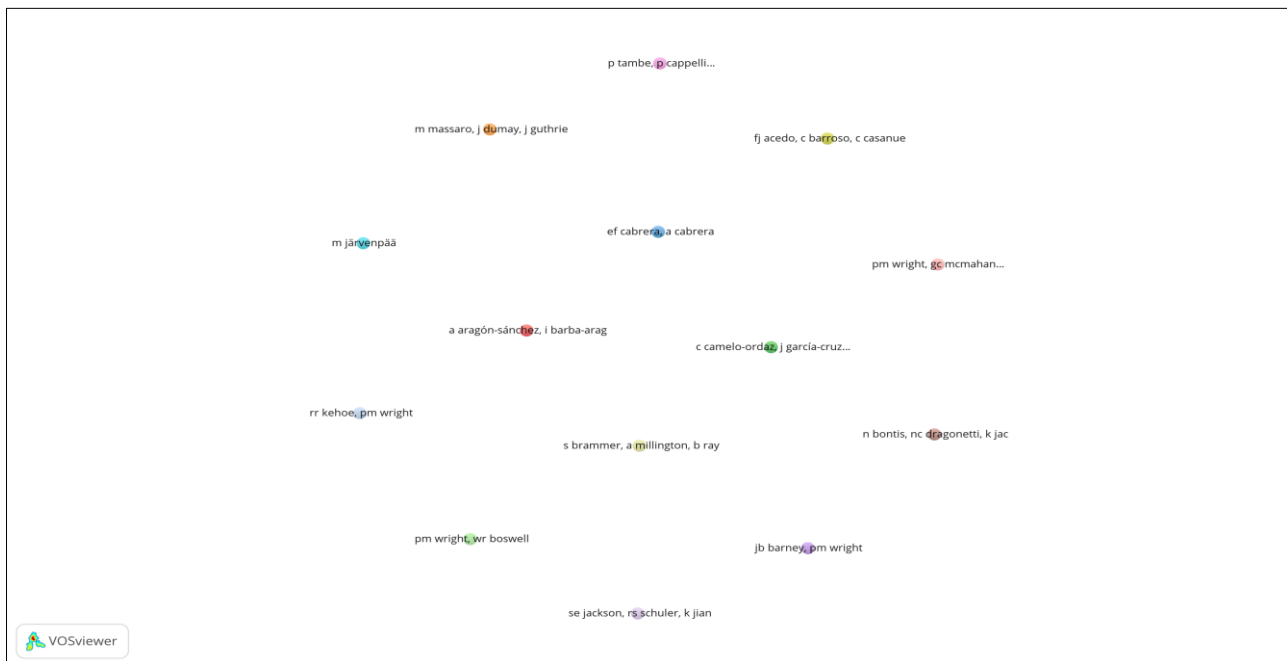 p tambe, p cappelli...
m massaro, j dumay, j guthrie
fj acedo, c barroso, c casanue
ef cabrera, a cabrera
m järvenpää
pm wright, gc mcmahan...
a aragón-sánchez, i barba-arag
c camelo-ordaz, j garcía-cruz...
rr kehoe, pm wright
n bontis, nc dragonetti, k jac
s brammer, a millington, b ray
pm wright, wr boswell
jb barney, pm wright
se jackson, rs schuler, k jian
VOSviewer